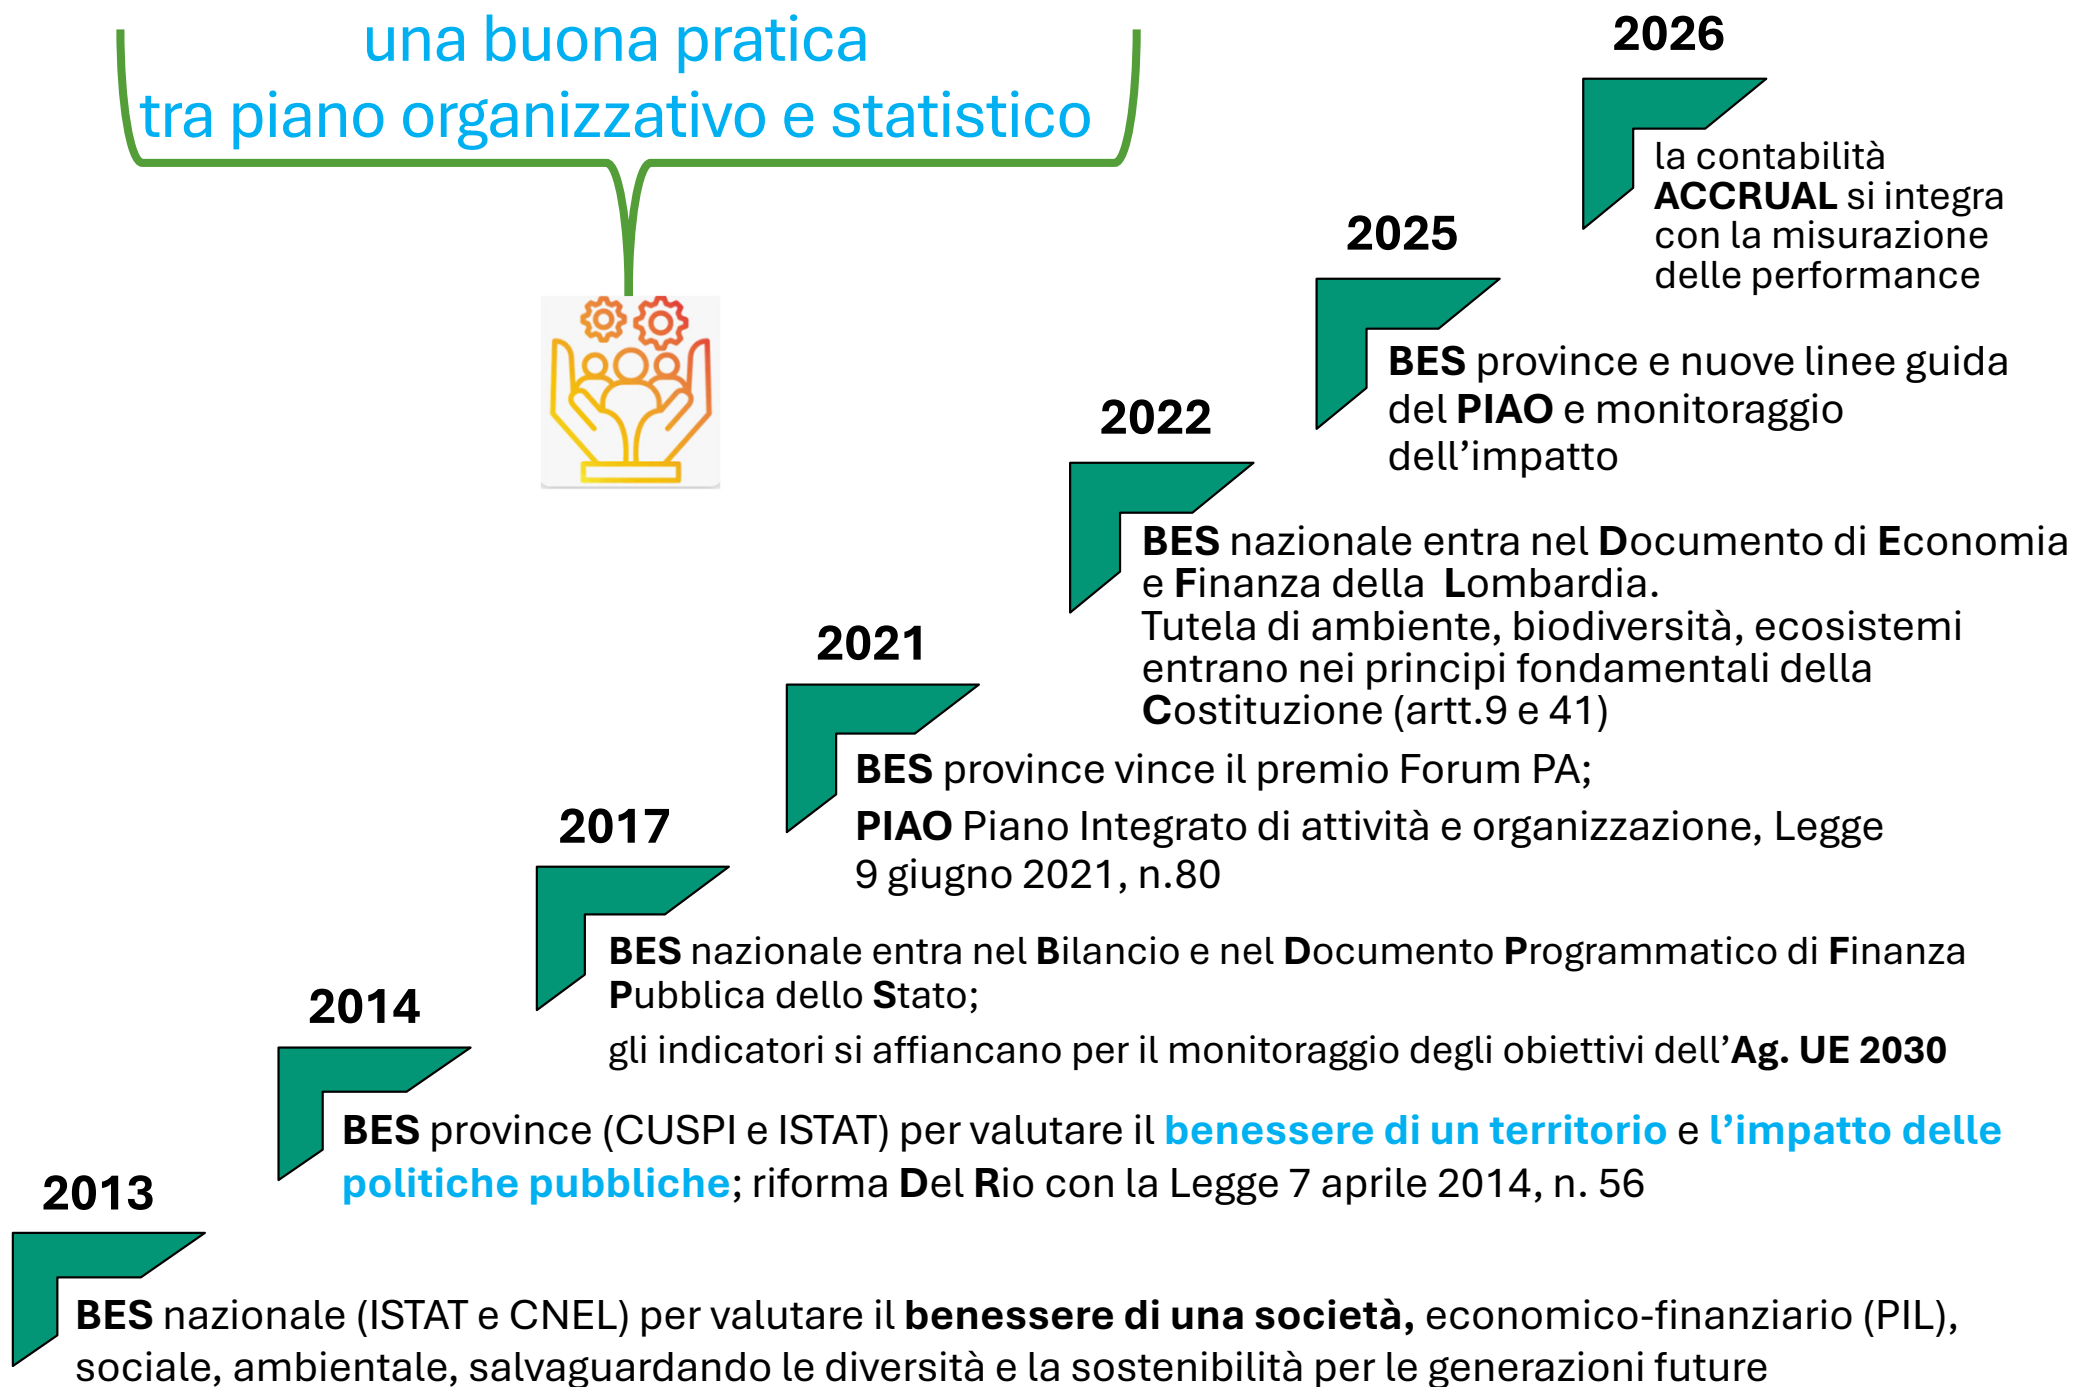 una buona pratica
tra piano organizzativo e statistico
2026
la contabilità
ACCRUAL si integra
con la misurazione
delle performance
2025
BES province e nuove linee guida
del PIAO e monitoraggio
dell’impatto
2022
BES nazionale entra nel Documento di Economia
e Finanza della Lombardia.
Tutela di ambiente, biodiversità, ecosistemi
entrano nei principi fondamentali della
Costituzione (artt.9 e 41)
2021
BES province vince il premio Forum PA;
PIAO Piano Integrato di attività e organizzazione, Legge
9 giugno 2021, n.80
2017
BES nazionale entra nel Bilancio e nel Documento Programmatico di Finanza
Pubblica dello Stato;
gli indicatori si affiancano per il monitoraggio degli obiettivi dell’Ag. UE 2030
2014
BES province (CUSPI e ISTAT) per valutare il benessere di un territorio e l’impatto delle
politiche pubbliche; riforma Del Rio con la Legge 7 aprile 2014, n. 56
2013
BES nazionale (ISTAT e CNEL) per valutare il benessere di una società, economico-finanziario (PIL),
sociale, ambientale, salvaguardando le diversità e la sostenibilità per le generazioni future